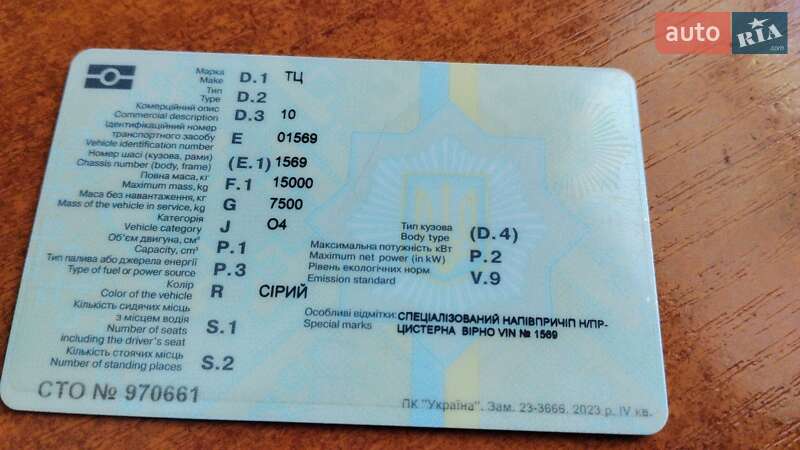 auto RIA
.com
Марка
Make D.1 ТЦ
Тип
Type D.2
Комерційний опис
Commercial description D.3 10
Ідентифікаційний номер
транспортного засобу
Vehicle identification number E 01569
Номер шасі (кузова, рами)
Chassis number (body, frame) (E.1) 1569
Повна маса, кг
Maximum mass, kg F.1 15000
Маса без навантаження, кг
Mass of the vehicle in service, kg G 7500
Категорія
Vehicle category J О4
Об'єм двигуна, см³
Capacity, cm³ P.1
Тип палива або джерела енергії
Type of fuel or power source P.3
Колір
Color of the vehicle R СІРИЙ
Кількість сидячих місць
з місцем водія
Number of seats S.1
including the driver's seat
Кількість стоячих місць
Number of standing places S.2
СТО № 970661
Тип кузова
Body type (D.4)
Максимальна потужність кВт
Maximum net power (in kW) P.2
Рівень екологічних норм
Emission standard V.9
Особливі відмітки: СПЕЦІАЛІЗОВАНИЙ НАПІВПРИЧІП Н/ПР-
Special marks ЦИСТЕРНА ВІРНО VIN № 1569
ПК "Україна". Зам. 23-3666. 2023 р. IV кв.